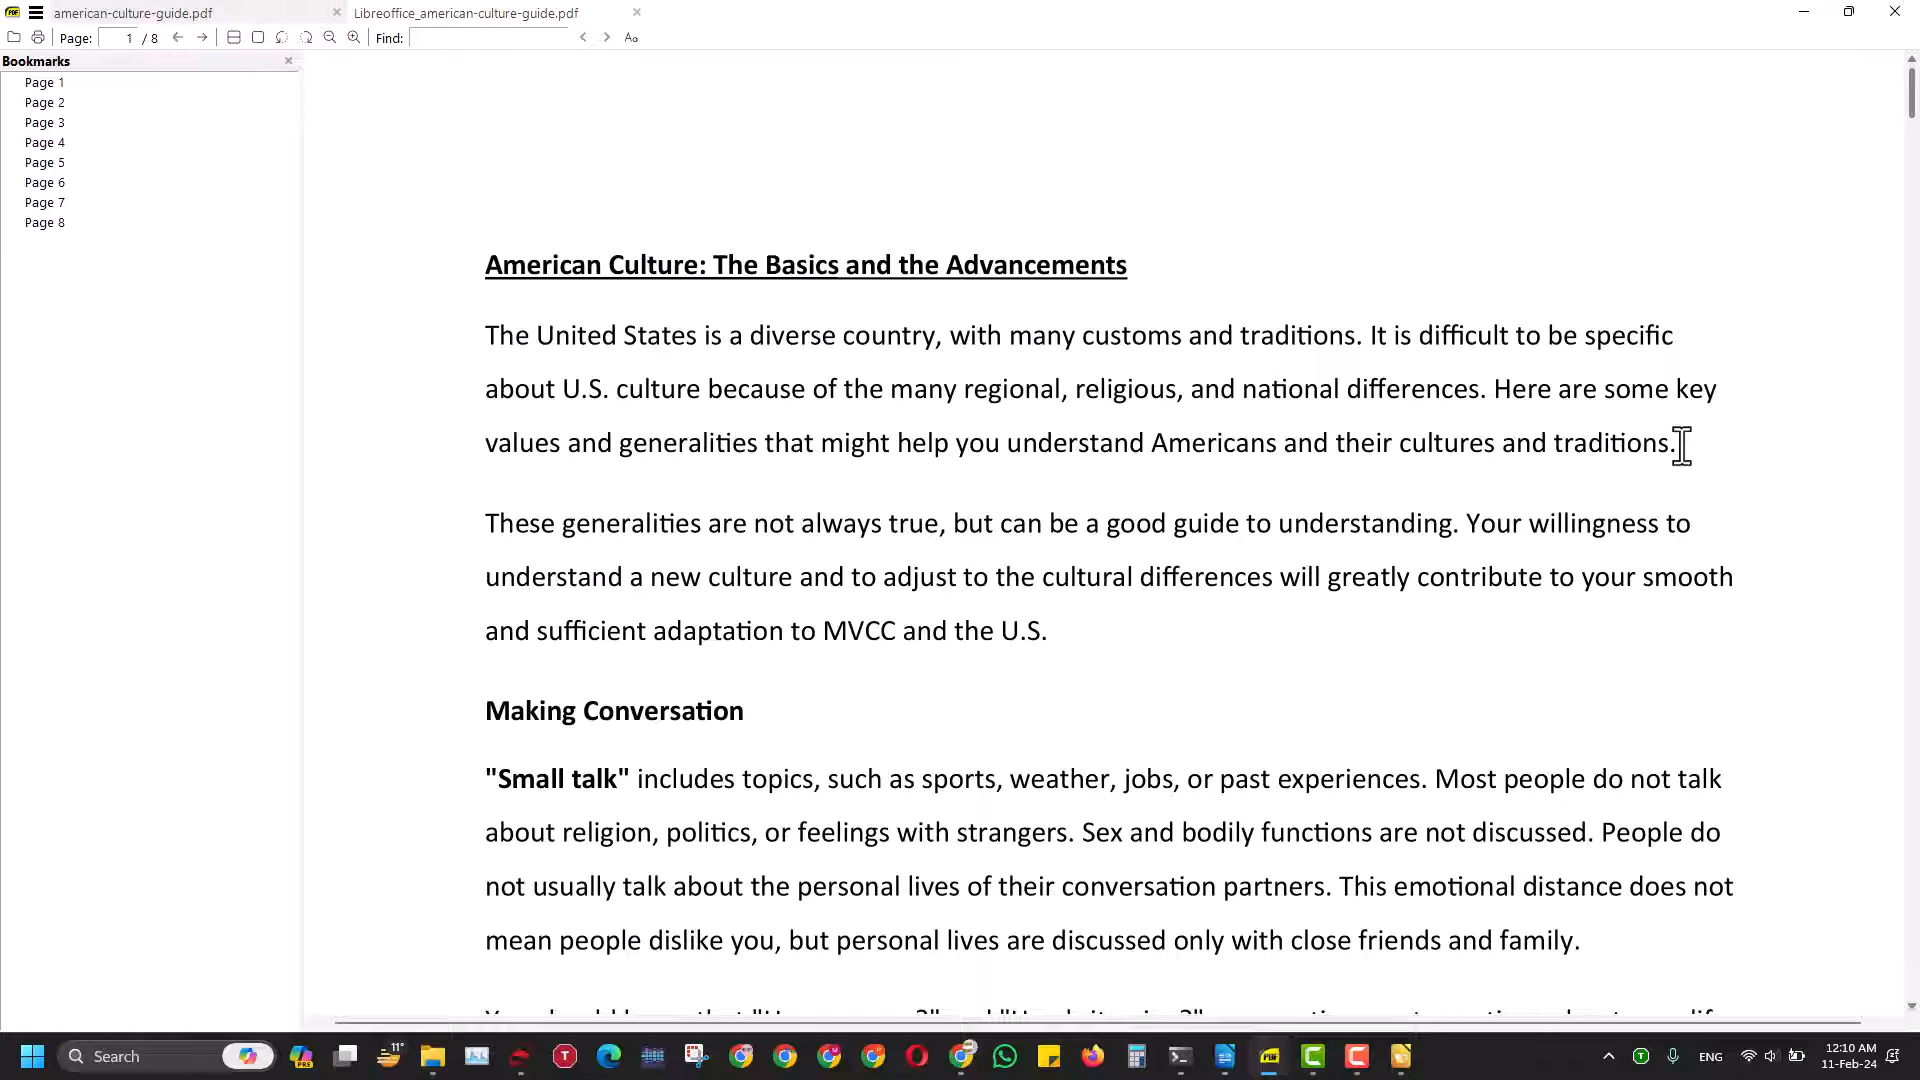 american-culture-guide.pdf
Libreoffice_american-culture-guide.pdf
Page: 1 / 8
Find:
Aa
Bookmarks
Page 1
Page 2
Page 3
Page 4
Page 5
Page 6
Page 7
Page 8
American Culture: The Basics and the Advancements
The United States is a diverse country, with many customs and traditions. It is difficult to be specific
about U.S. culture because of the many regional, religious, and national differences. Here are some key
values and generalities that might help you understand Americans and their cultures and traditions.
These generalities are not always true, but can be a good guide to understanding. Your willingness to
understand a new culture and to adjust to the cultural differences will greatly contribute to your smooth
and sufficient adaptation to MVCC and the U.S.
Making Conversation
"Small talk" includes topics, such as sports, weather, jobs, or past experiences. Most people do not talk
about religion, politics, or feelings with strangers. Sex and bodily functions are not discussed. People do
not usually talk about the personal lives of their conversation partners. This emotional distance does not
mean people dislike you, but personal lives are discussed only with close friends and family.
Search
PRE
11°
ENG
12:10 AM
11-Feb-24